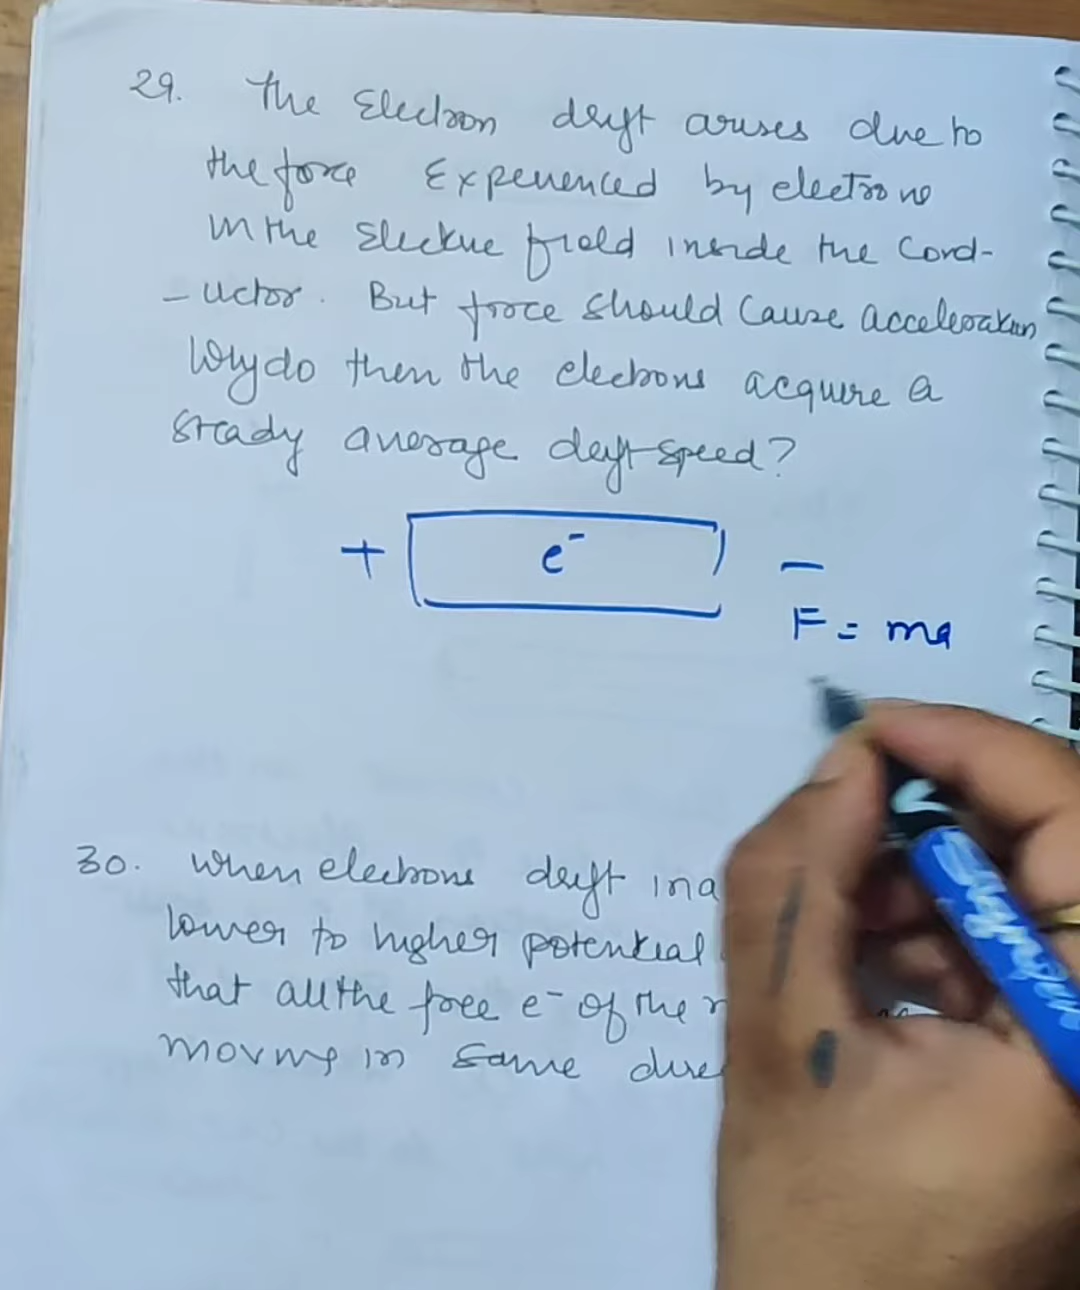 29. The Electron drift arises due to
the force Experienced by electrons
in the Electric field inside the Cond-
- uctor. But force should Cause acceleration
Why do then the electrons acquire a
steady average drift speed?
+ e⁻ −
F = ma
30. when electrons drift in a
lower to higher potential
that all the free e⁻ of the
moving in same